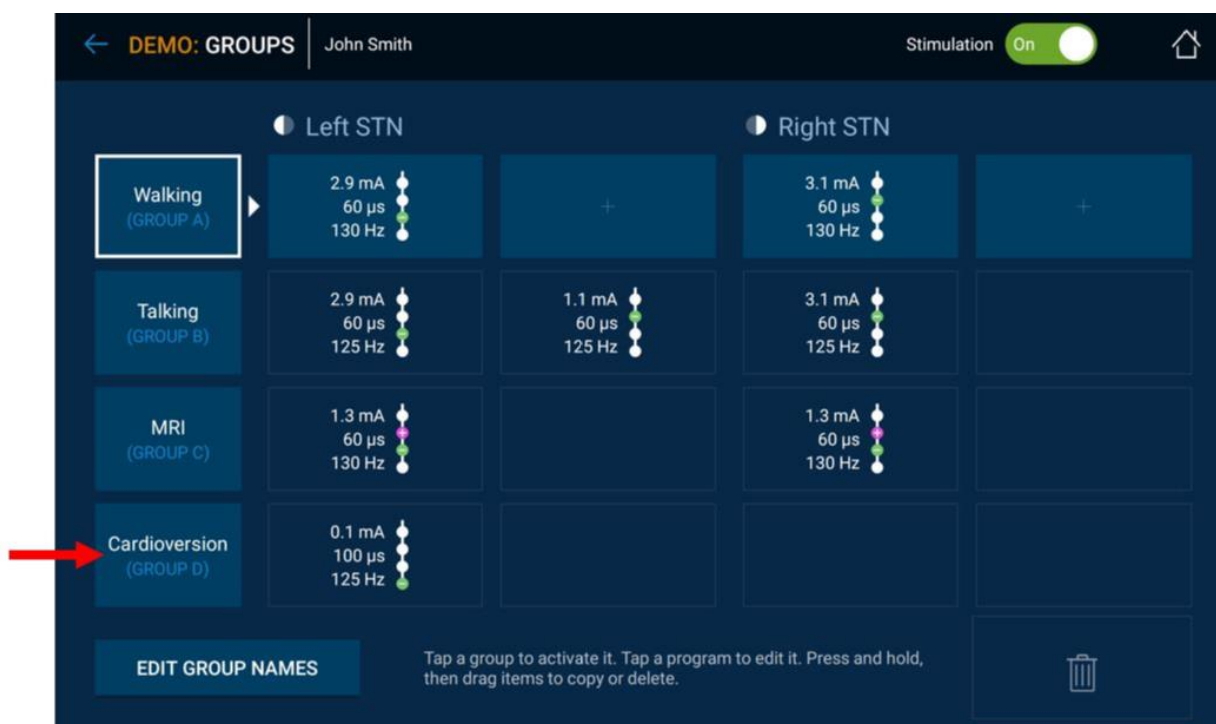 DEMO: GROUPS John Smith Stimulation On
Left STN Right STN
Walking
(GROUP A)
2.9 mA
60 µs
130 Hz
+
3.1 mA
60 µs
130 Hz
+
Talking
(GROUP B)
2.9 mA
60 µs
125 Hz
1.1 mA
60 µs
125 Hz
3.1 mA
60 µs
125 Hz
MRI
(GROUP C)
1.3 mA
60 µs
130 Hz
1.3 mA
60 µs
130 Hz
Cardioversion
(GROUP D)
0.1 mA
100 µs
125 Hz
EDIT GROUP NAMES
Tap a group to activate it. Tap a program to edit it. Press and hold,
then drag items to copy or delete.